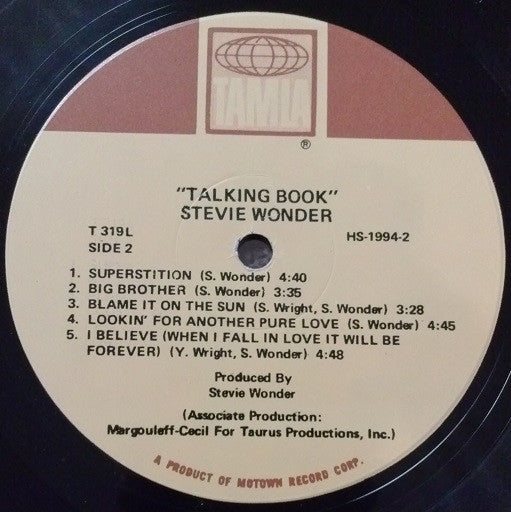 TAMLA
®
"TALKING BOOK"
STEVIE WONDER
T 319L HS-1994-2
SIDE 2
1. SUPERSTITION (S. Wonder) 4:40
2. BIG BROTHER (S. Wonder) 3:35
3. BLAME IT ON THE SUN (S. Wright, S. Wonder) 3:28
4. LOOKIN' FOR ANOTHER PURE LOVE (S. Wonder) 4:45
5. I BELIEVE (WHEN I FALL IN LOVE IT WILL BE
FOREVER) (Y. Wright, S. Wonder) 4:48
Produced By
Stevie Wonder
(Associate Production:
Margouleff-Cecil For Taurus Productions, Inc.)
A PRODUCT OF MOTOWN RECORD CORP.